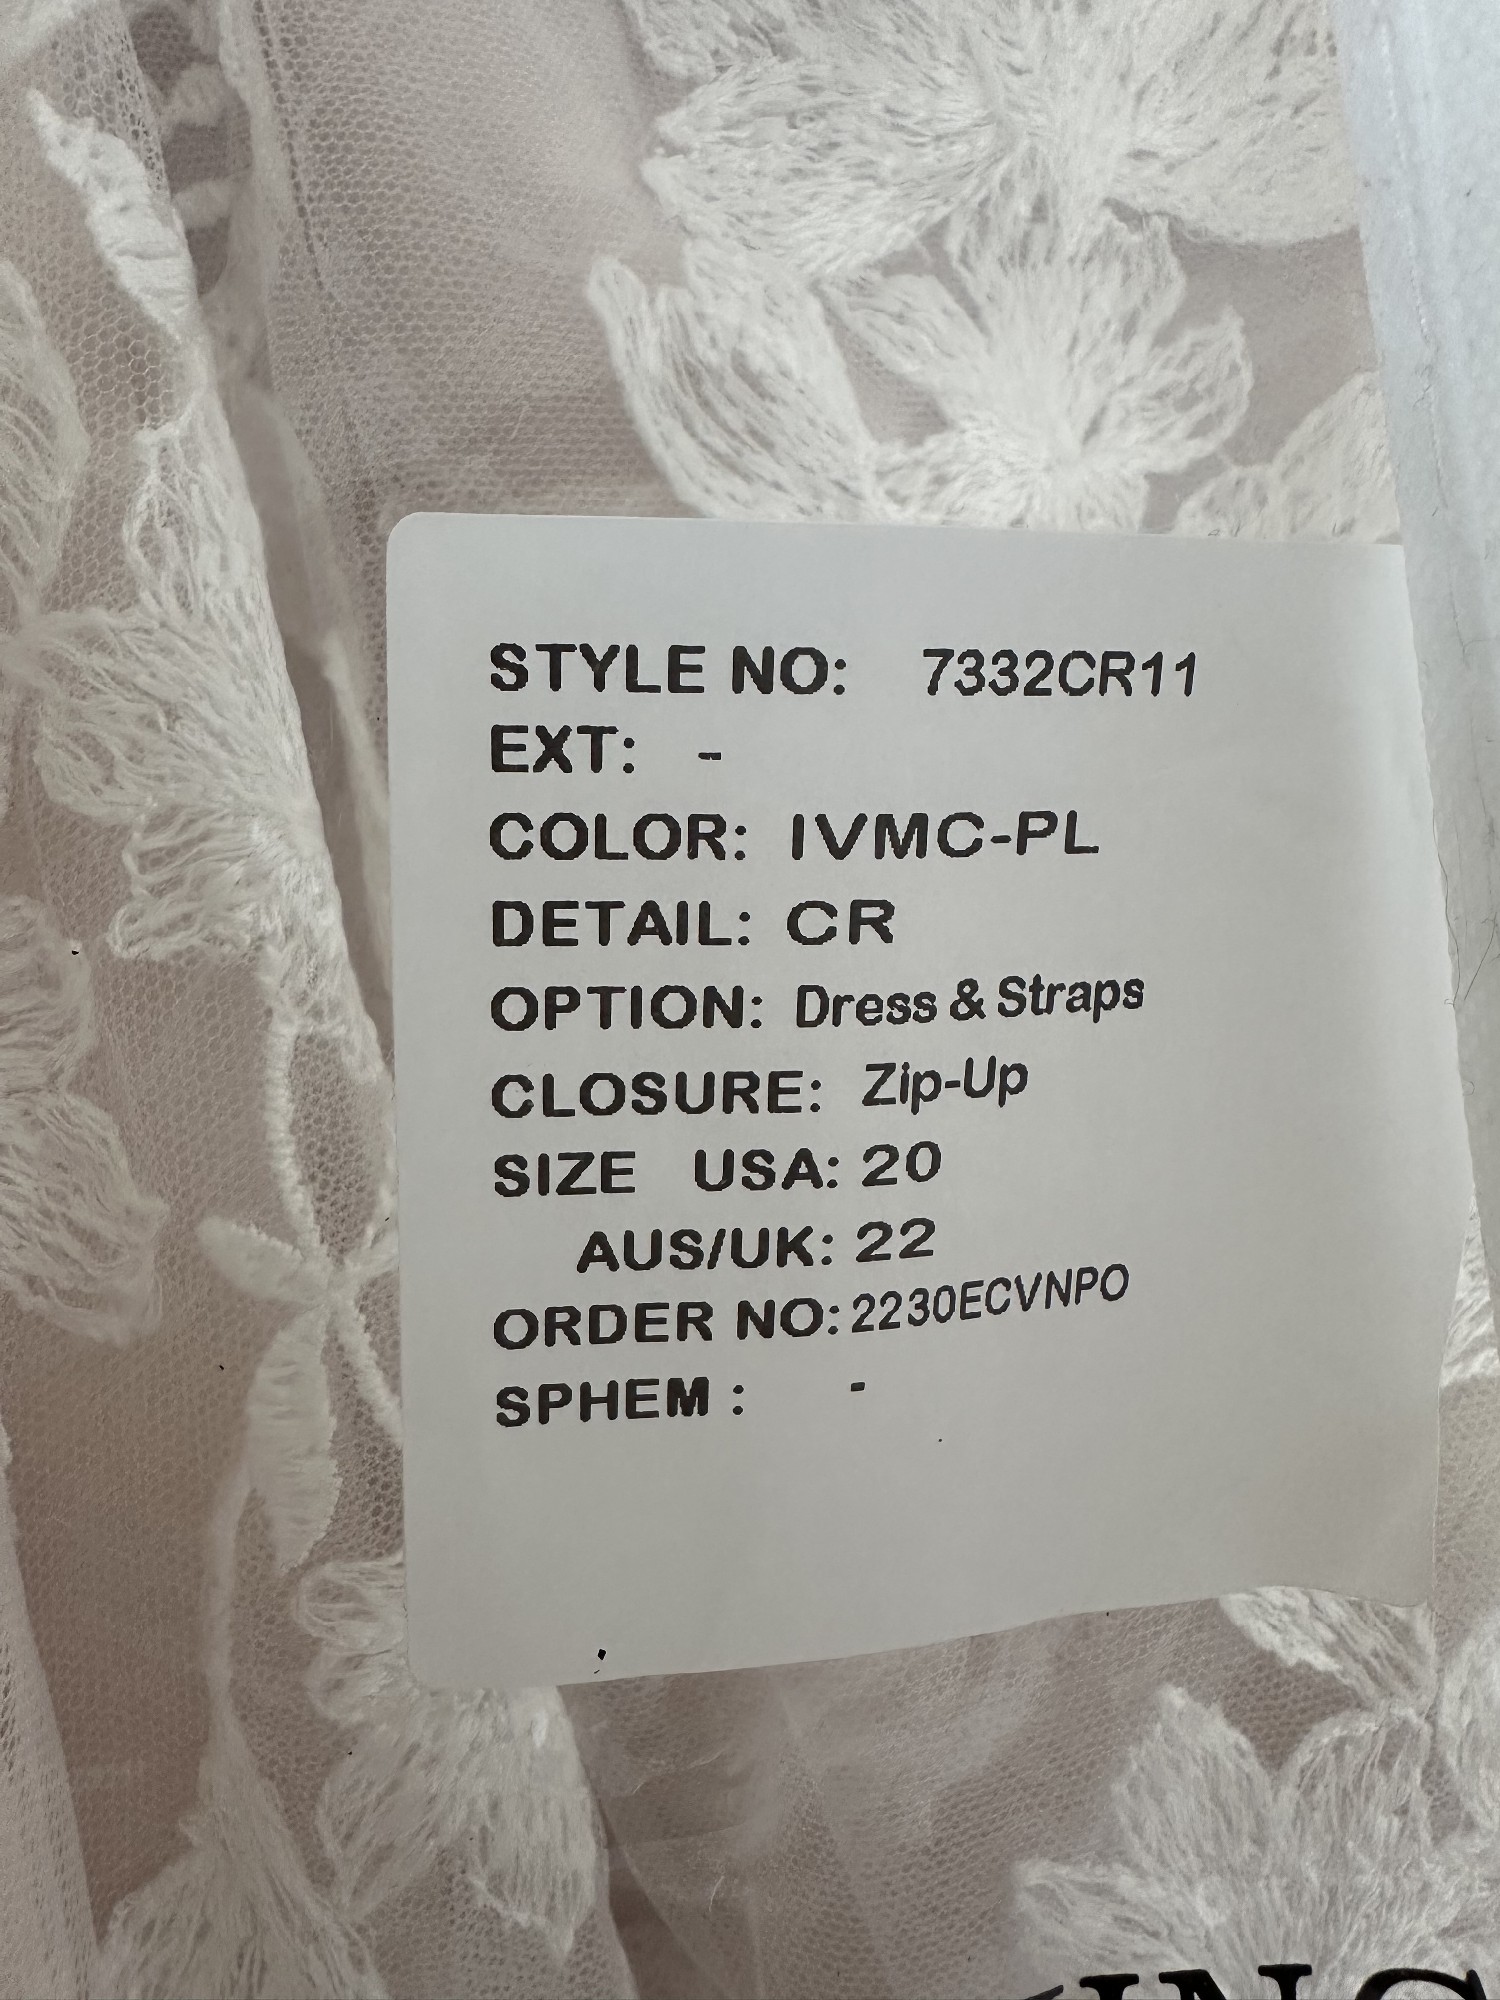 STYLE NO: 7332CR11
EXT: -
COLOR: IVMC-PL
DETAIL: CR
OPTION: Dress & Straps
CLOSURE: Zip-Up
SIZE USA: 20
AUS/UK: 22
ORDER NO: 2230ECVNPO
SPHEM : -